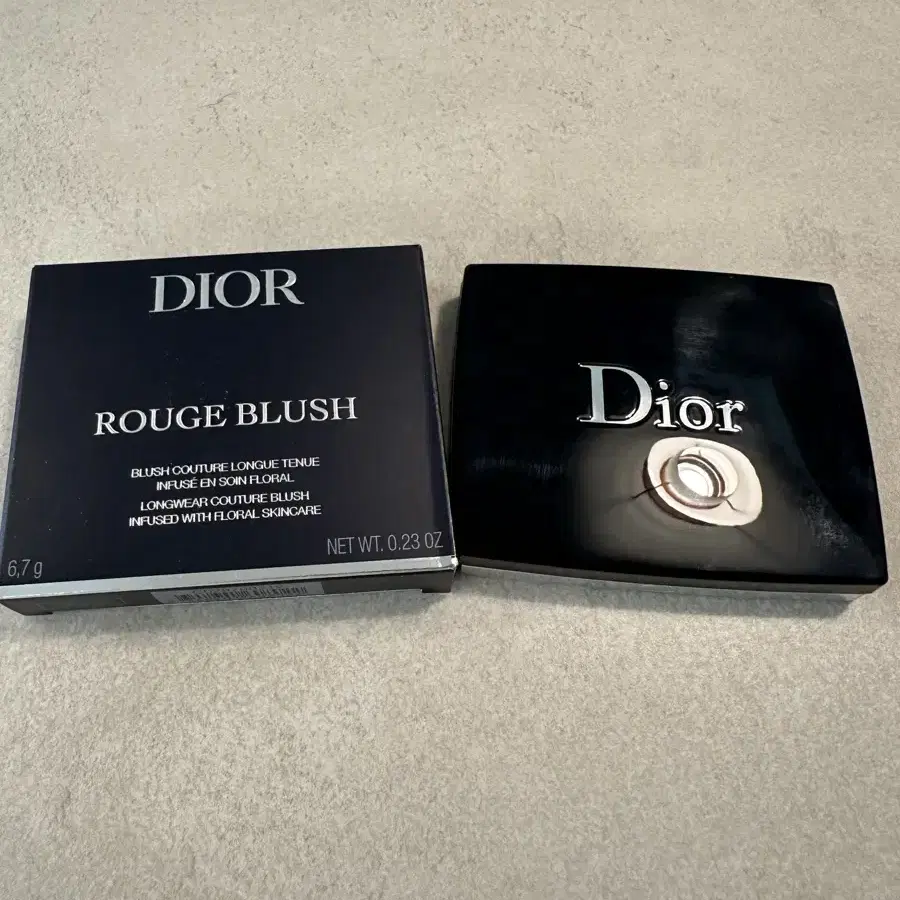 DIOR
ROUGE BLUSH
BLUSH COUTURE LONGUE TENUE
INFUSÉ EN SOIN FLORAL
LONGWEAR COUTURE BLUSH
INFUSED WITH FLORAL SKINCARE
6,7 g
NET WT. 0.23 OZ
Dior